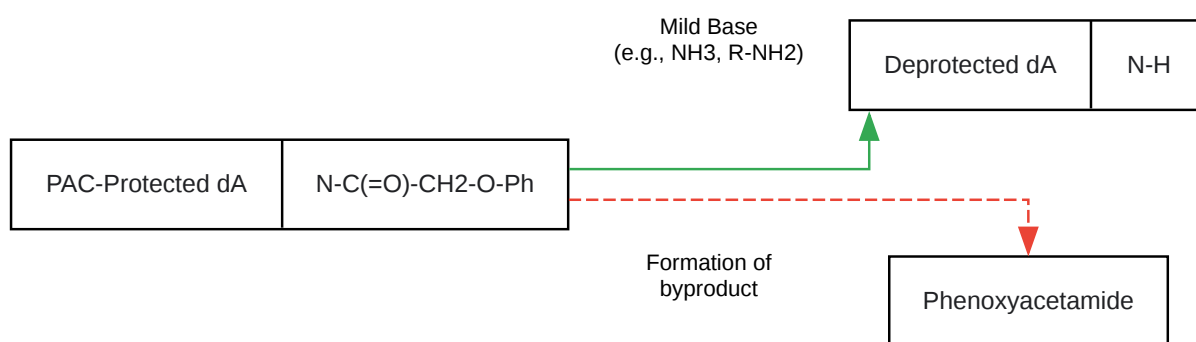 Mild Base
(e.g., NH3, R-NH2)
Deprotected dA
N-H
PAC-Protected dA
N-C(=O)-CH2-O-Ph
Formation of
byproduct
Phenoxyacetamide